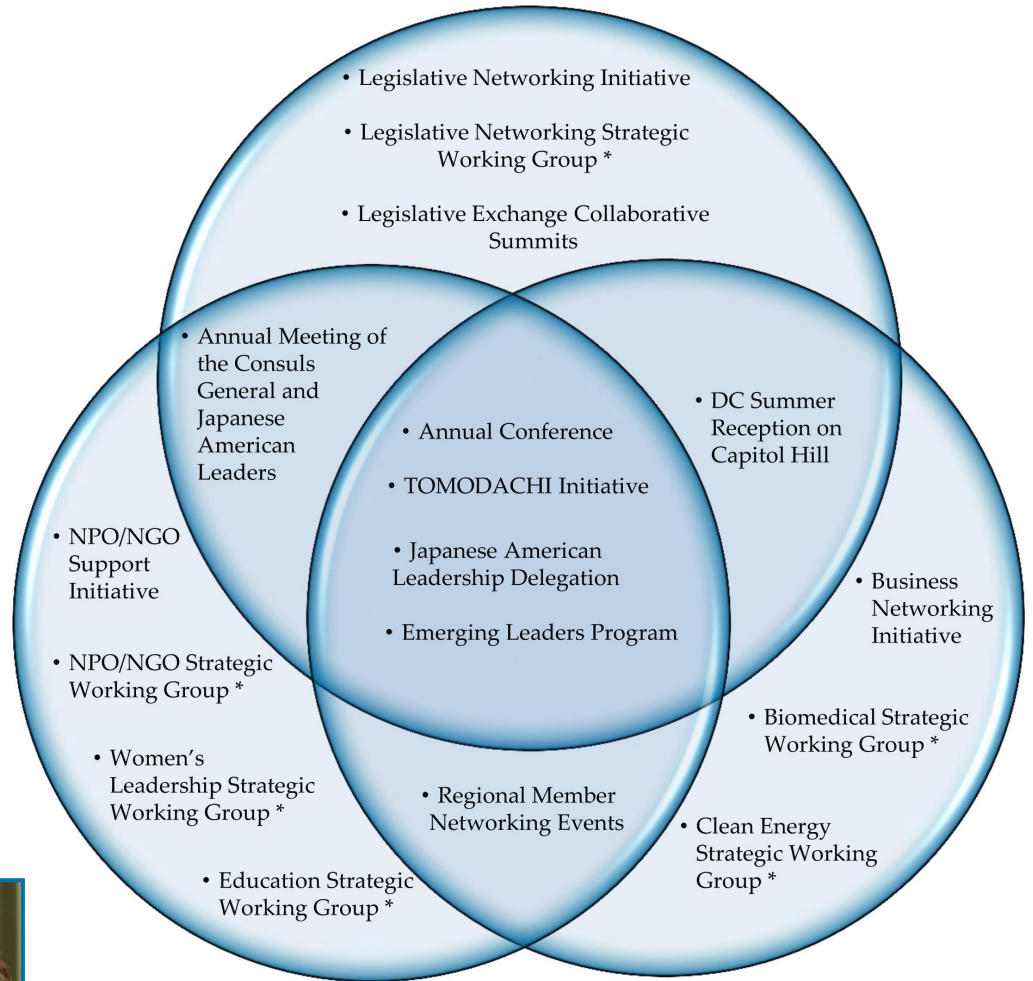 • Legislative Networking Initiative
• Legislative Networking Strategic
Working Group *
• Legislative Exchange Collaborative
Summits
• Annual Meeting of
the Consuls
General and
Japanese
American
Leaders
• DC Summer
Reception on
Capitol Hill
• Annual Conference
• TOMODACHI Initiative
• Japanese American
Leadership Delegation
• Emerging Leaders Program
• NPO/NGO
Support
Initiative
• NPO/NGO Strategic
Working Group *
• Women’s
Leadership Strategic
Working Group *
• Education Strategic
Working Group *
• Regional Member
Networking Events
• Business
Networking
Initiative
• Biomedical Strategic
Working Group *
• Clean Energy
Strategic Working
Group *